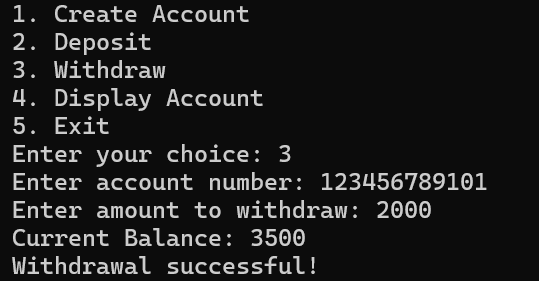 1. Create Account
2. Deposit
3. Withdraw
4. Display Account
5. Exit
Enter your choice: 3
Enter account number: 123456789101
Enter amount to withdraw: 2000
Current Balance: 3500
Withdrawal successful!